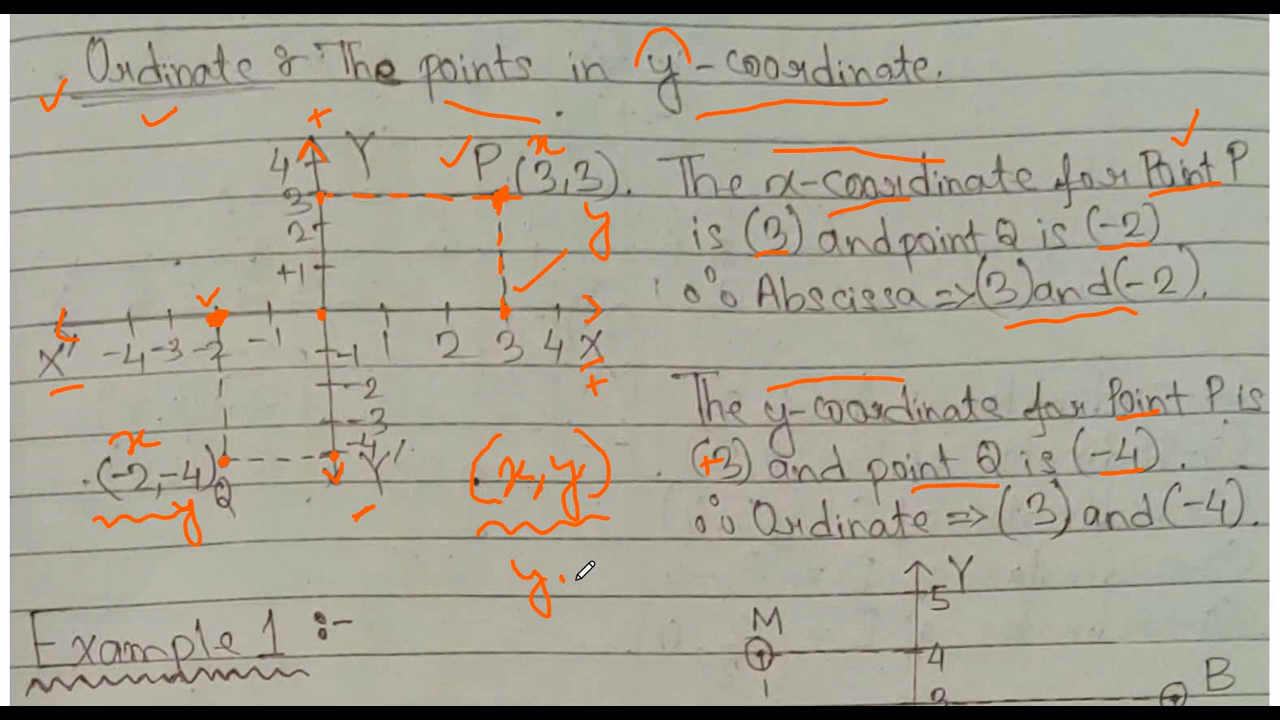 Ordinate : The points in y-coordinate.
+
4 Y P x (3,3). The x-coordinate for Point P
3
2 y is (3) and point Q is (-2)
+1 ∴ Abscissa => (3) and (-2).
X' -4 -3 -2 -1 1 2 3 4 X
-1
-2 +
-3 The y-coordinate for Point P is
x -4 Y'
(-2,-4) Q (x,y) (+3) and point Q is (-4).
y - ∴ Ordinate => (3) and (-4).
y.
Y
5
Example 1 :-
M
4
B